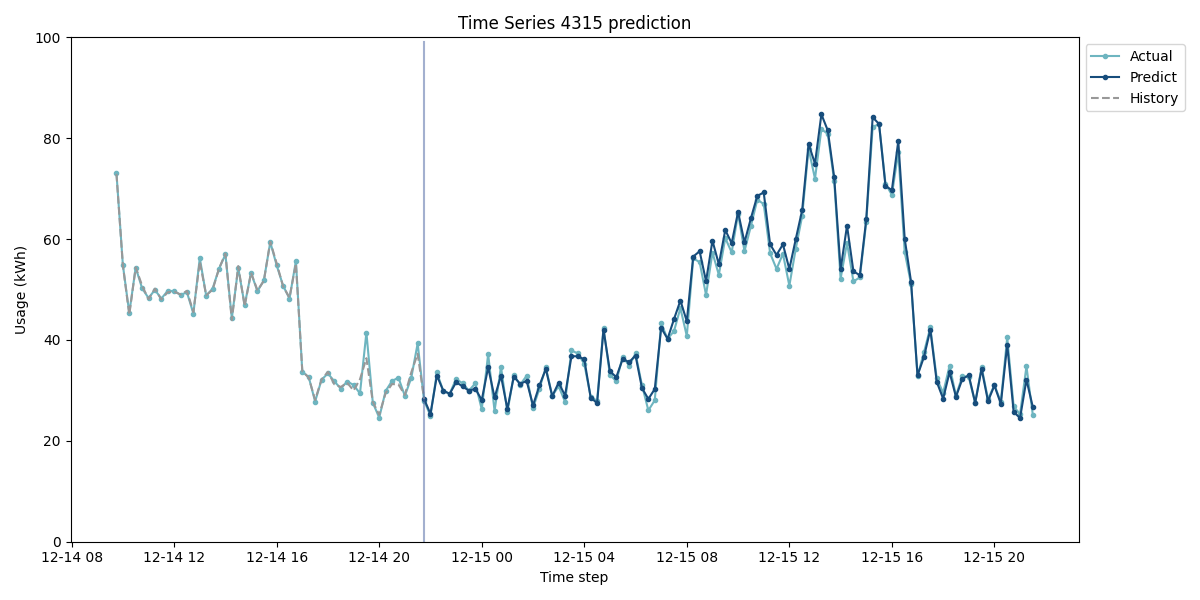 Time Series 4315 prediction
Usage (kWh)
100
80
60
40
20
0
12-14 08
12-14 12
12-14 16
12-14 20
12-15 00
12-15 04
12-15 08
12-15 12
12-15 16
12-15 20
Time step
Actual
Predict
History